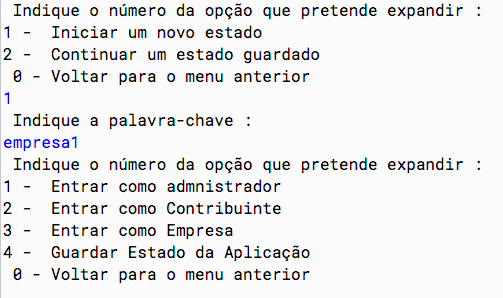 Indique o número da opção que pretende expandir :
1 -  Iniciar um novo estado
2 -  Continuar um estado guardado
 0 - Voltar para o menu anterior
1
 Indique a palavra-chave :
empresa1
 Indique o número da opção que pretende expandir :
1 -  Entrar como admnistrador
2 -  Entrar como Contribuinte
3 -  Entrar como Empresa
4 -  Guardar Estado da Aplicação
 0 - Voltar para o menu anterior